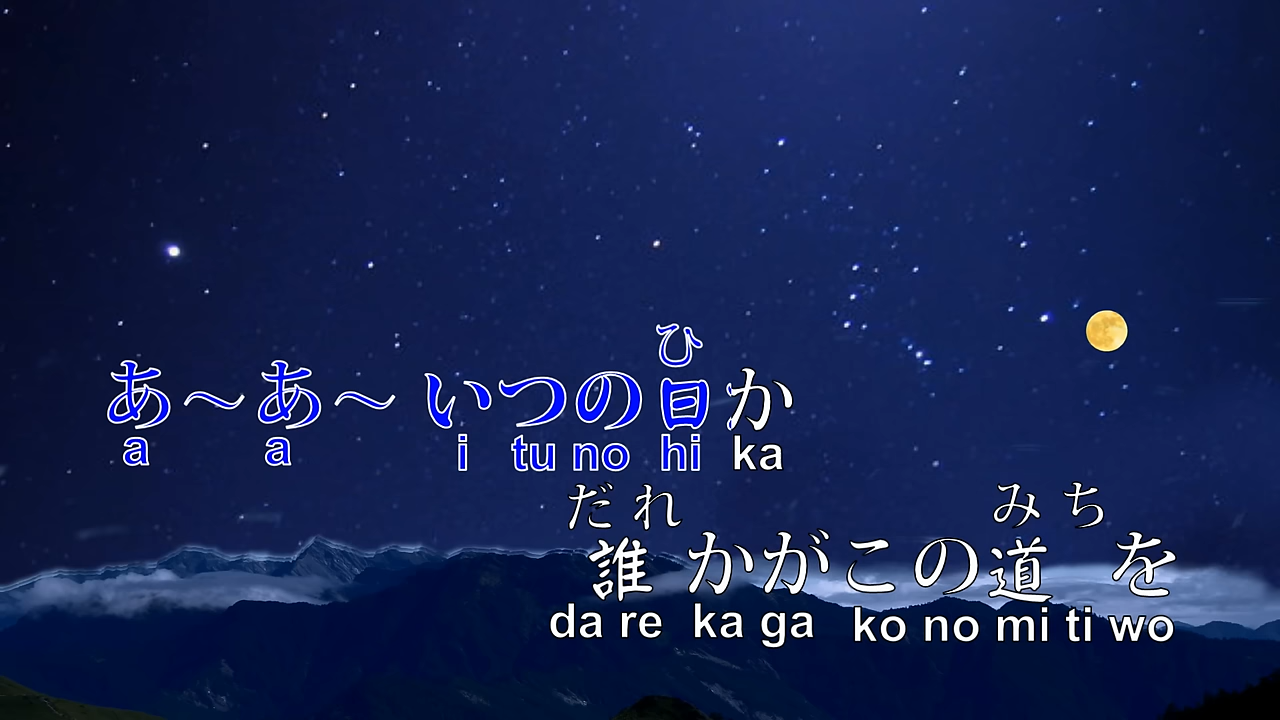 ひ
あ～あ～ いつの日か
a a i tu no hi ka
だれ みち
誰かがこの道を
da re ka ga ko no mi ti wo